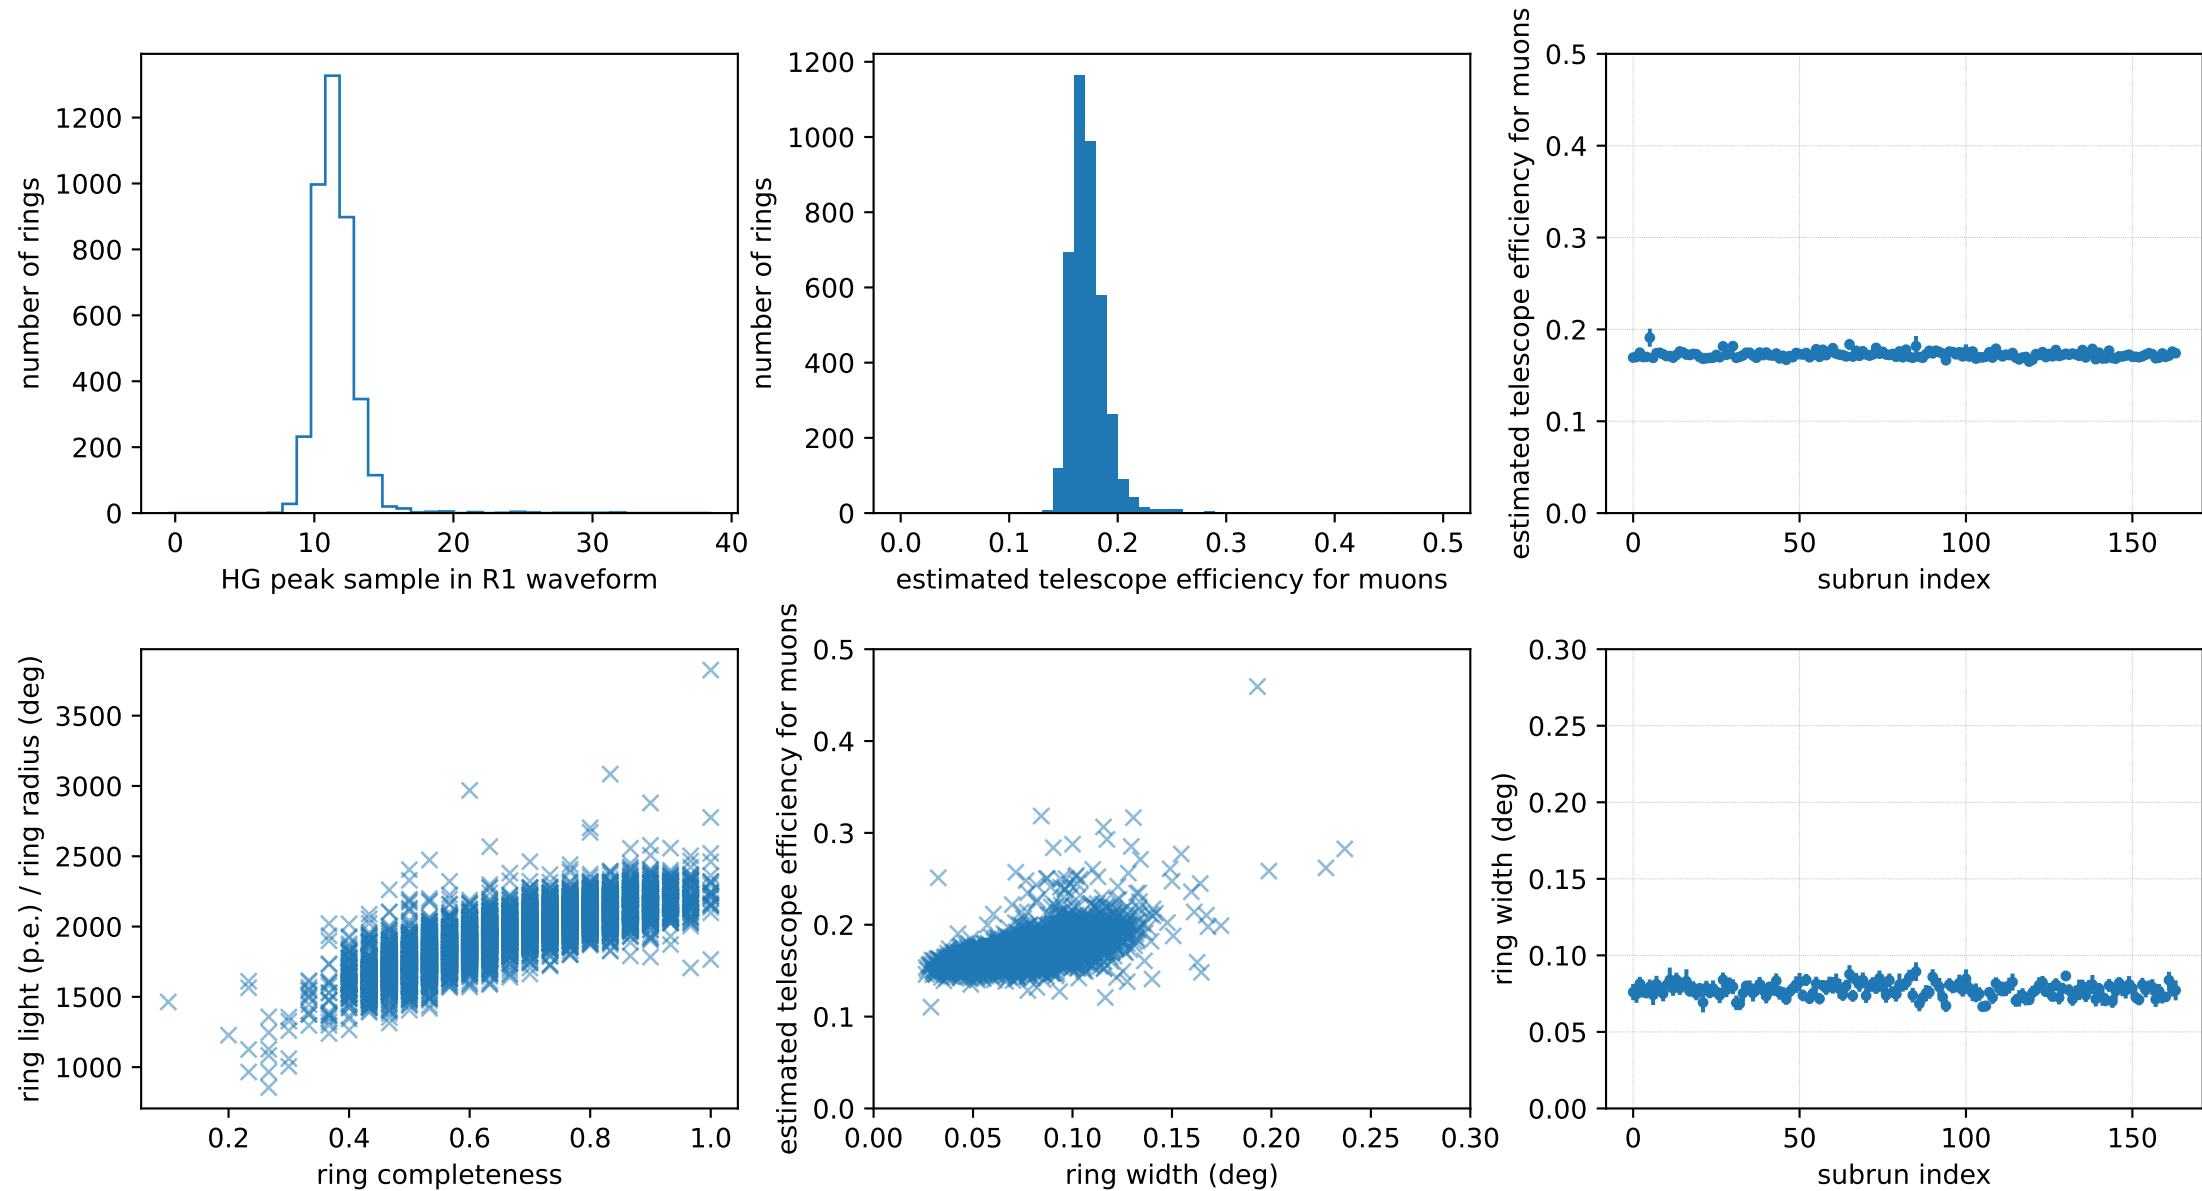 number of rings
1200
1000
800
600
400
200
0
0 10 20 30 40
HG peak sample in R1 waveform
number of rings
1200
1000
800
600
400
200
0
0.0 0.1 0.2 0.3 0.4 0.5
estimated telescope efficiency for muons
estimated telescope efficiency for muons
0.5
0.4
0.3
0.2
0.1
0.0
0 50 100 150
subrun index
ring light (p.e.) / ring radius (deg)
3500
3000
2500
2000
1500
1000
0.2 0.4 0.6 0.8 1.0
ring completeness
estimated telescope efficiency for muons
0.5
0.4
0.3
0.2
0.1
0.0
0.00 0.05 0.10 0.15 0.20 0.25 0.30
ring width (deg)
ring width (deg)
0.30
0.25
0.20
0.15
0.10
0.05
0.00
0 50 100 150
subrun index